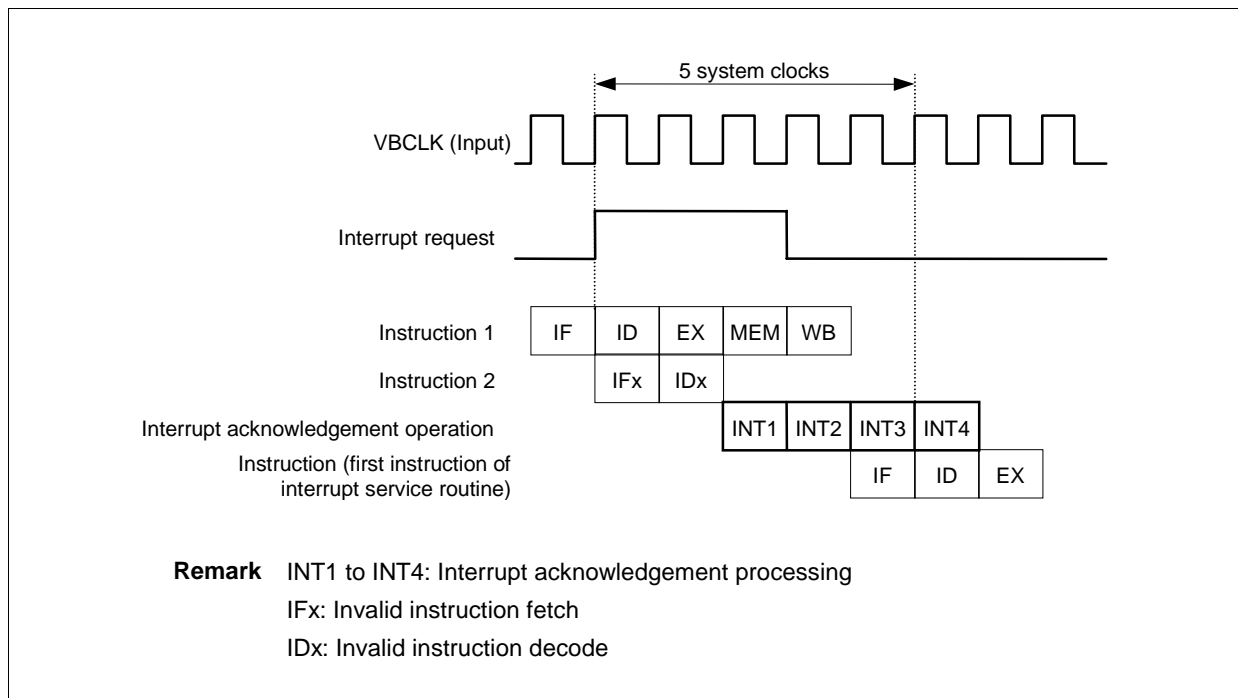 5 system clocks
VBCLK (Input)
Interrupt request
Instruction 1 IF ID EX MEM WB
Instruction 2 IFx IDx
Interrupt acknowledgement operation INT1 INT2 INT3 INT4
Instruction (first instruction of
interrupt service routine) IF ID EX
Remark INT1 to INT4: Interrupt acknowledgement processing
IFx: Invalid instruction fetch
IDx: Invalid instruction decode